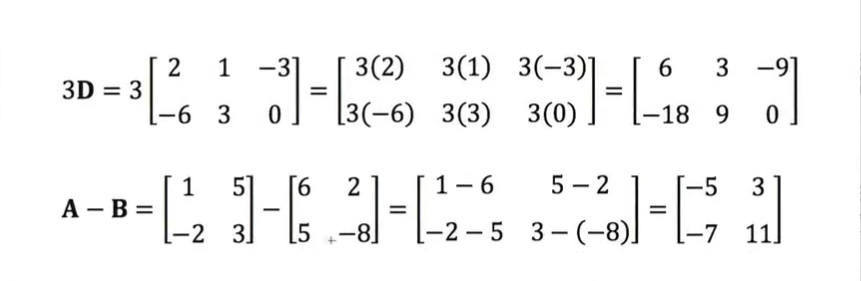 3D = 3 [2 1 −3; −6 3 0] = [3(2) 3(1) 3(−3); 3(−6) 3(3) 3(0)] = [6 3 −9; −18 9 0]
A − B = [1 5; −2 3] − [6 2; 5 −8] = [1 − 6 5 − 2; −2 − 5 3 − (−8)] = [−5 3; −7 11]